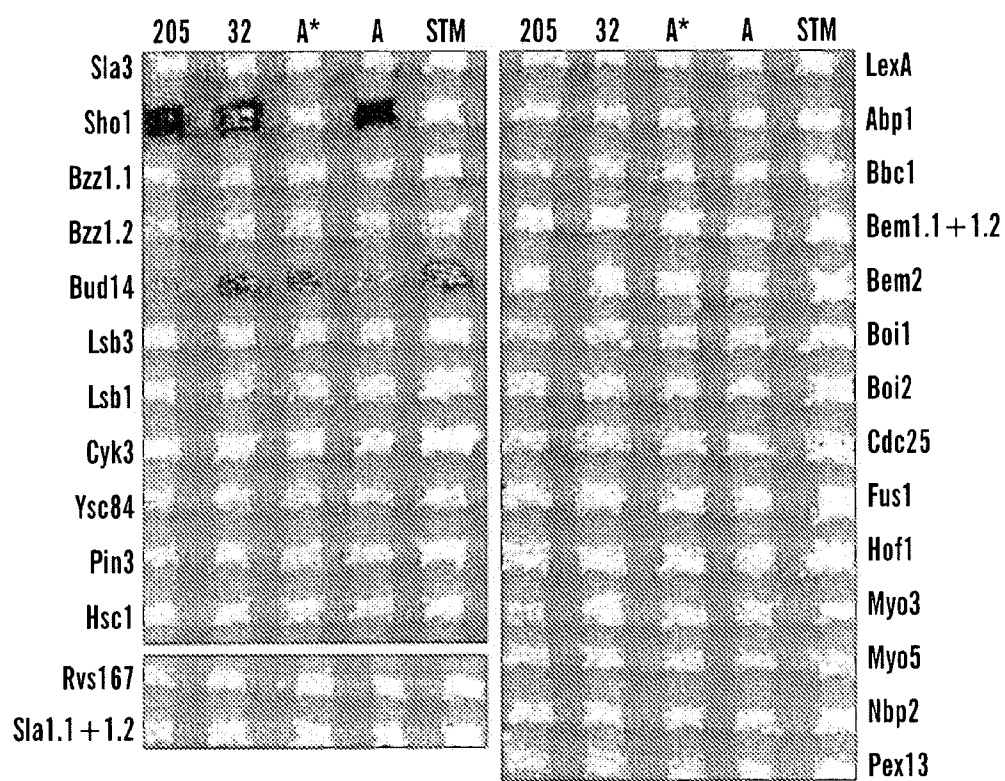 205 32 A* A STM
Sla3
Sho1
Bzz1.1
Bzz1.2
Bud14
Lsb3
Lsb1
Cyk3
Ysc84
Pin3
Hsc1
Rvs167
Sla1.1 + 1.2
205 32 A* A STM
LexA
Abp1
Bbc1
Bem1.1 + 1.2
Bem2
Boi1
Boi2
Cdc25
Fus1
Hof1
Myo3
Myo5
Nbp2
Pex13